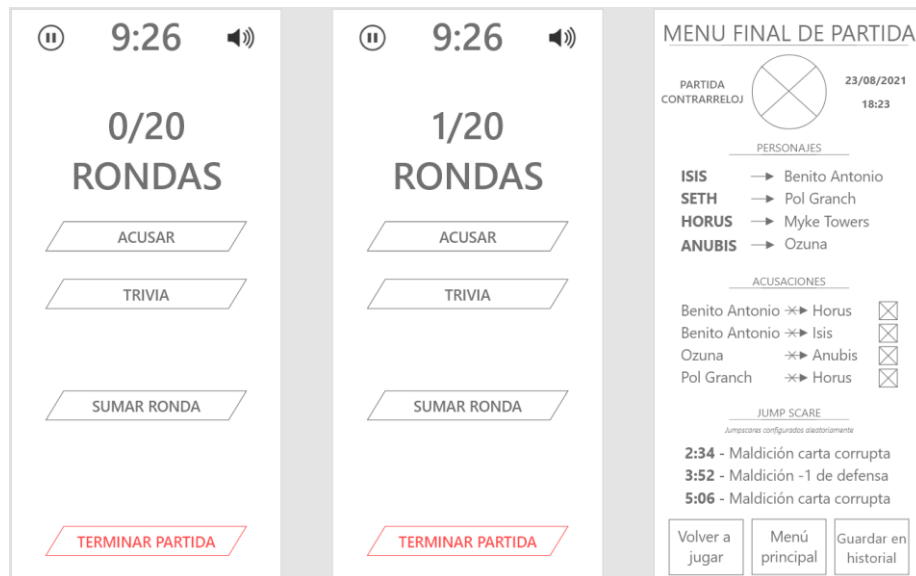 9:26
0/20
RONDAS
ACUSAR
TRIVIA
SUMAR RONDA
TERMINAR PARTIDA
9:26
1/20
RONDAS
ACUSAR
TRIVIA
SUMAR RONDA
TERMINAR PARTIDA
MENU FINAL DE PARTIDA
PARTIDA
CONTRARRELOJ
23/08/2021
18:23
PERSONAJES
ISIS Benito Antonio
SETH Pol Granch
HORUS Myke Towers
ANUBIS Ozuna
ACUSACIONES
Benito Antonio Horus
Benito Antonio Isis
Ozuna Anubis
Pol Granch Horus
JUMP SCARE
Jumpscares configurados aleatoriamente
2:34 - Maldición carta corrupta
3:52 - Maldición -1 de defensa
5:06 - Maldición carta corrupta
Volver a
jugar
Menú
principal
Guardar en
historial